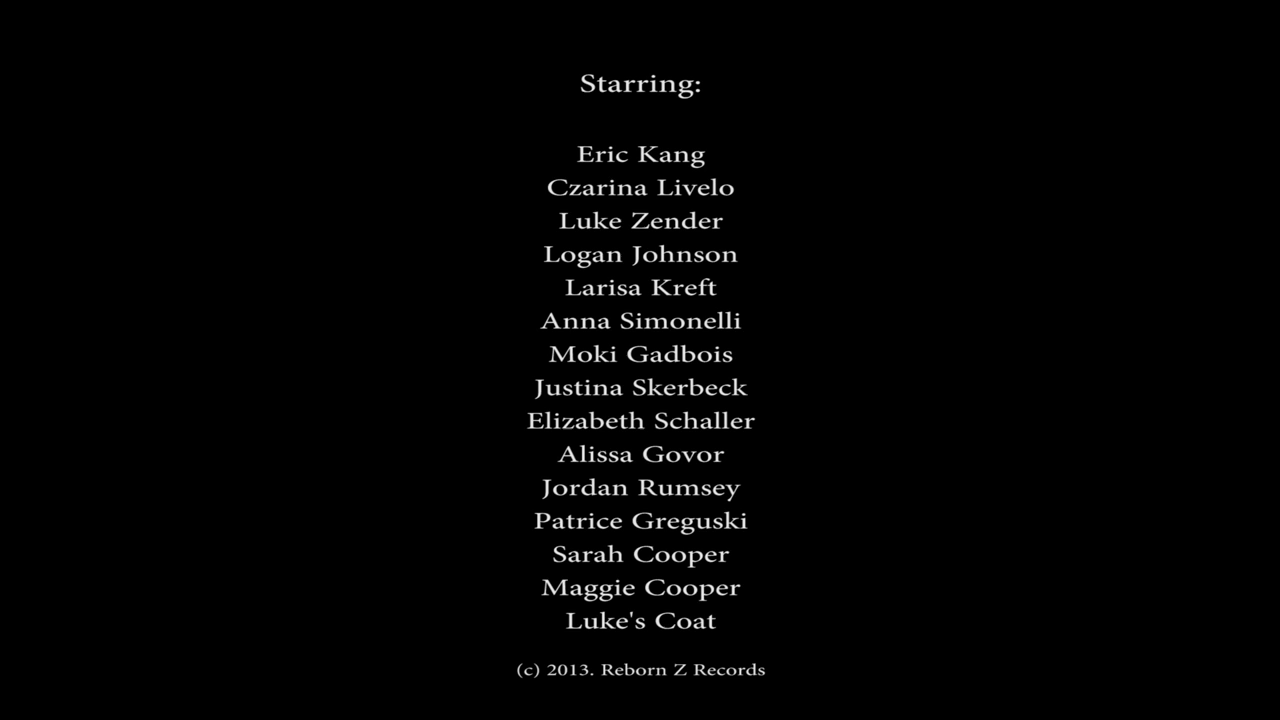 Starring:
Eric Kang
Czarina Livelo
Luke Zender
Logan Johnson
Larisa Kreft
Anna Simonelli
Moki Gadbois
Justina Skerbeck
Elizabeth Schaller
Alissa Govor
Jordan Rumsey
Patrice Greguski
Sarah Cooper
Maggie Cooper
Luke's Coat
(c) 2013. Reborn Z Records